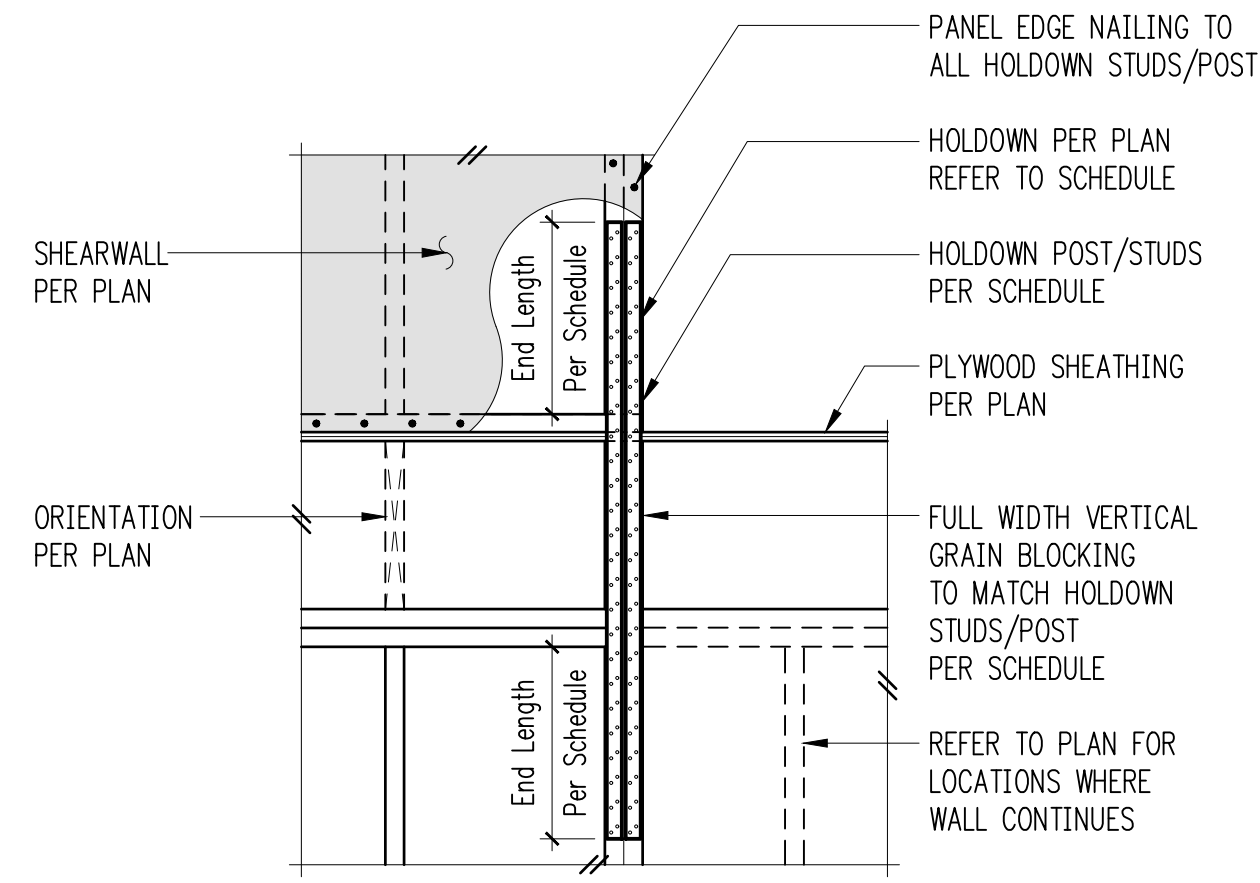 PANEL EDGE NAILING TO
ALL HOLDOWN STUDS/POST
HOLDOWN PER PLAN
REFER TO SCHEDULE
SHEARWALL
PER PLAN
End Length
Per Schedule
HOLDOWN POST/STUDS
PER SCHEDULE
PLYWOOD SHEATHING
PER PLAN
ORIENTATION
PER PLAN
FULL WIDTH VERTICAL
GRAIN BLOCKING
TO MATCH HOLDOWN
STUDS/POST
PER SCHEDULE
End Length
Per Schedule
REFER TO PLAN FOR
LOCATIONS WHERE
WALL CONTINUES